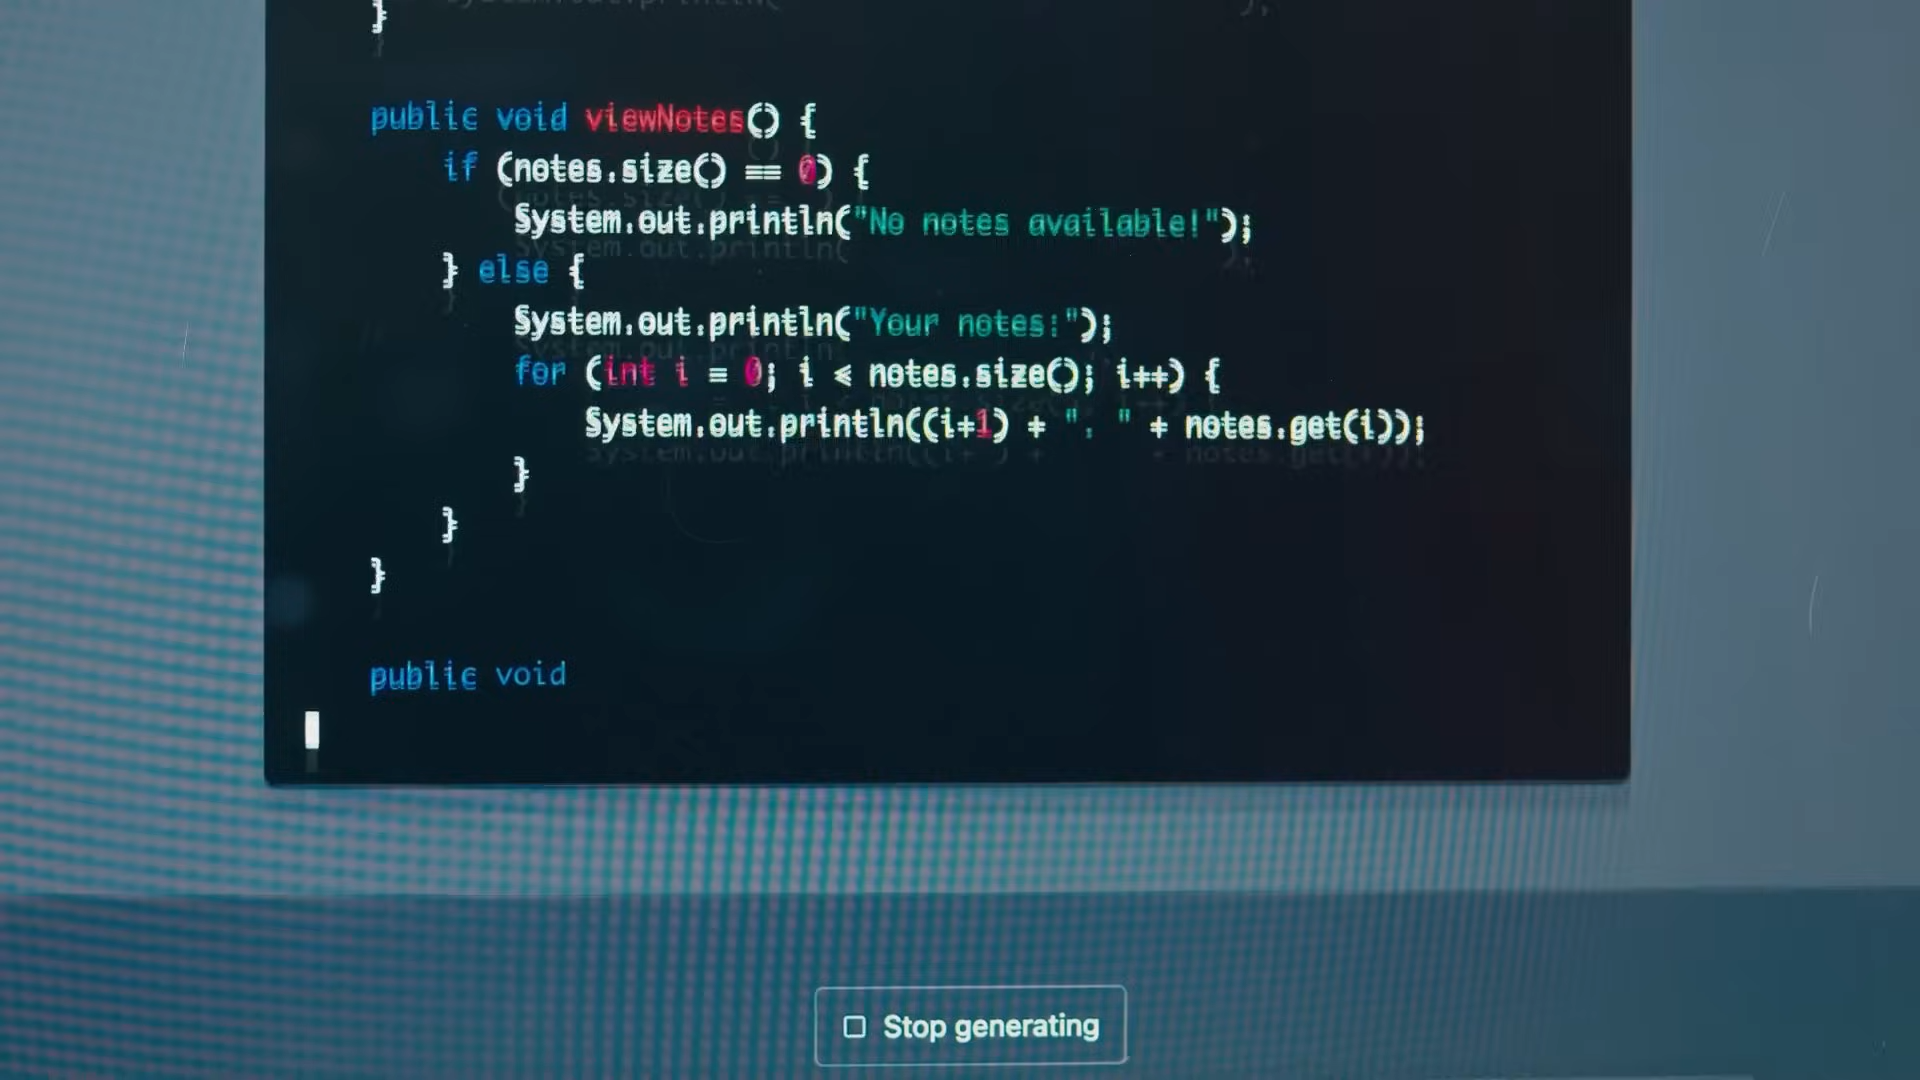 }
public void viewNotes() {
if (notes.size() == 0) {
System.out.println("No notes available!");
} else {
System.out.println("Your notes:");
for (int i = 0; i < notes.size(); i++) {
System.out.println((i+1) + ". " + notes.get(i));
}
}
}
public void
Stop generating